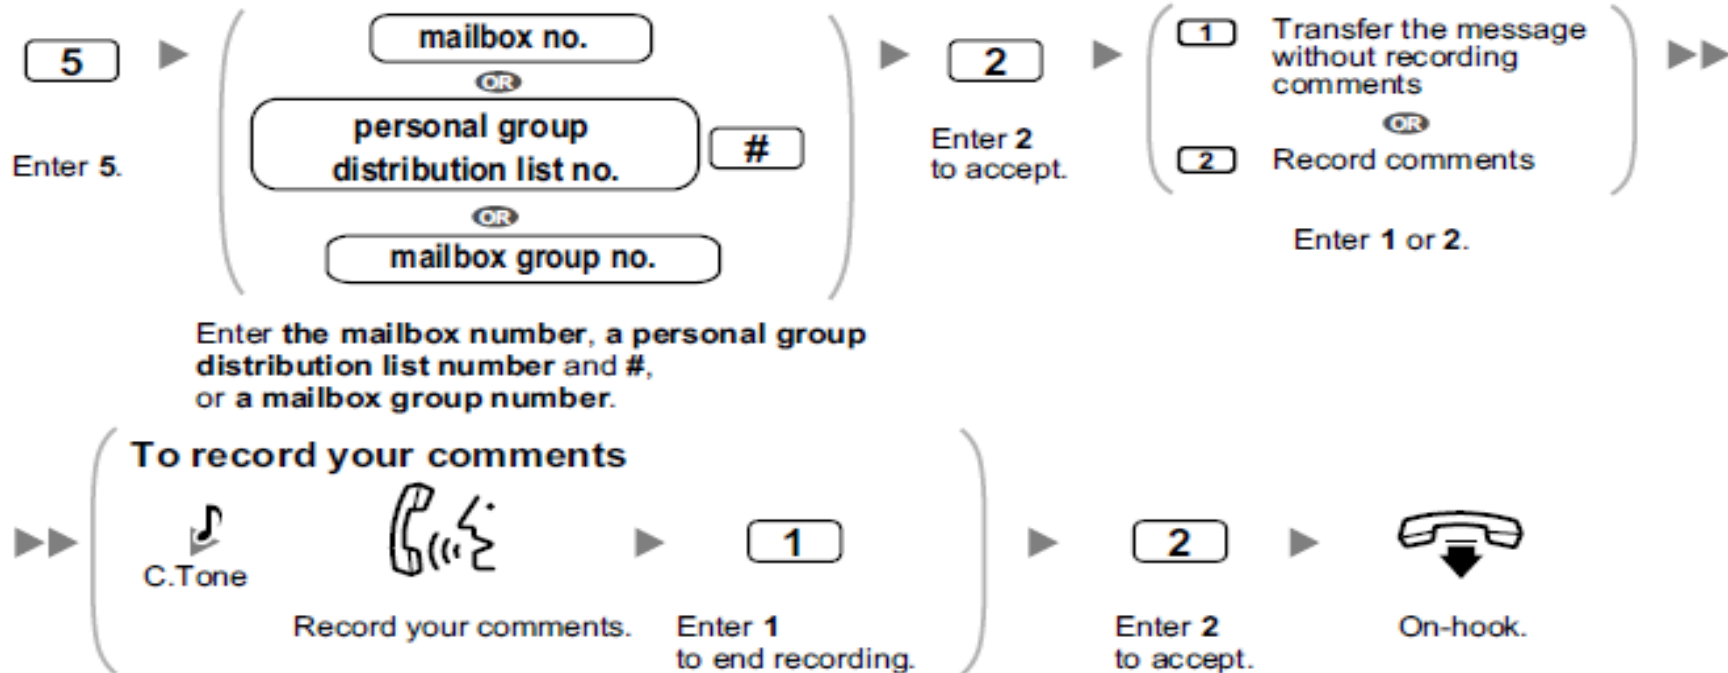 5
Enter 5.
mailbox no.
OR
personal group
distribution list no.
#
OR
mailbox group no.
Enter the mailbox number, a personal group
distribution list number and #,
or a mailbox group number.
2
Enter 2
to accept.
1 Transfer the message
without recording
comments
OR
2 Record comments
Enter 1 or 2.
To record your comments
C.Tone
Record your comments.
1
Enter 1
to end recording.
2
Enter 2
to accept.
On-hook.